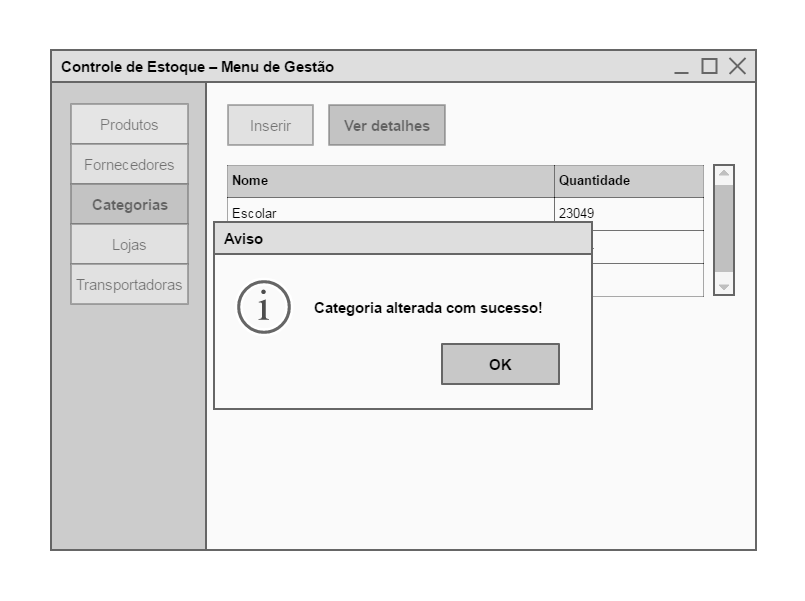 Controle de Estoque – Menu de Gestão
Produtos
Fornecedores
Categorias
Lojas
Transportadoras
Inserir
Ver detalhes
Nome Quantidade
Escolar 23049
Aviso
i
Categoria alterada com sucesso!
OK